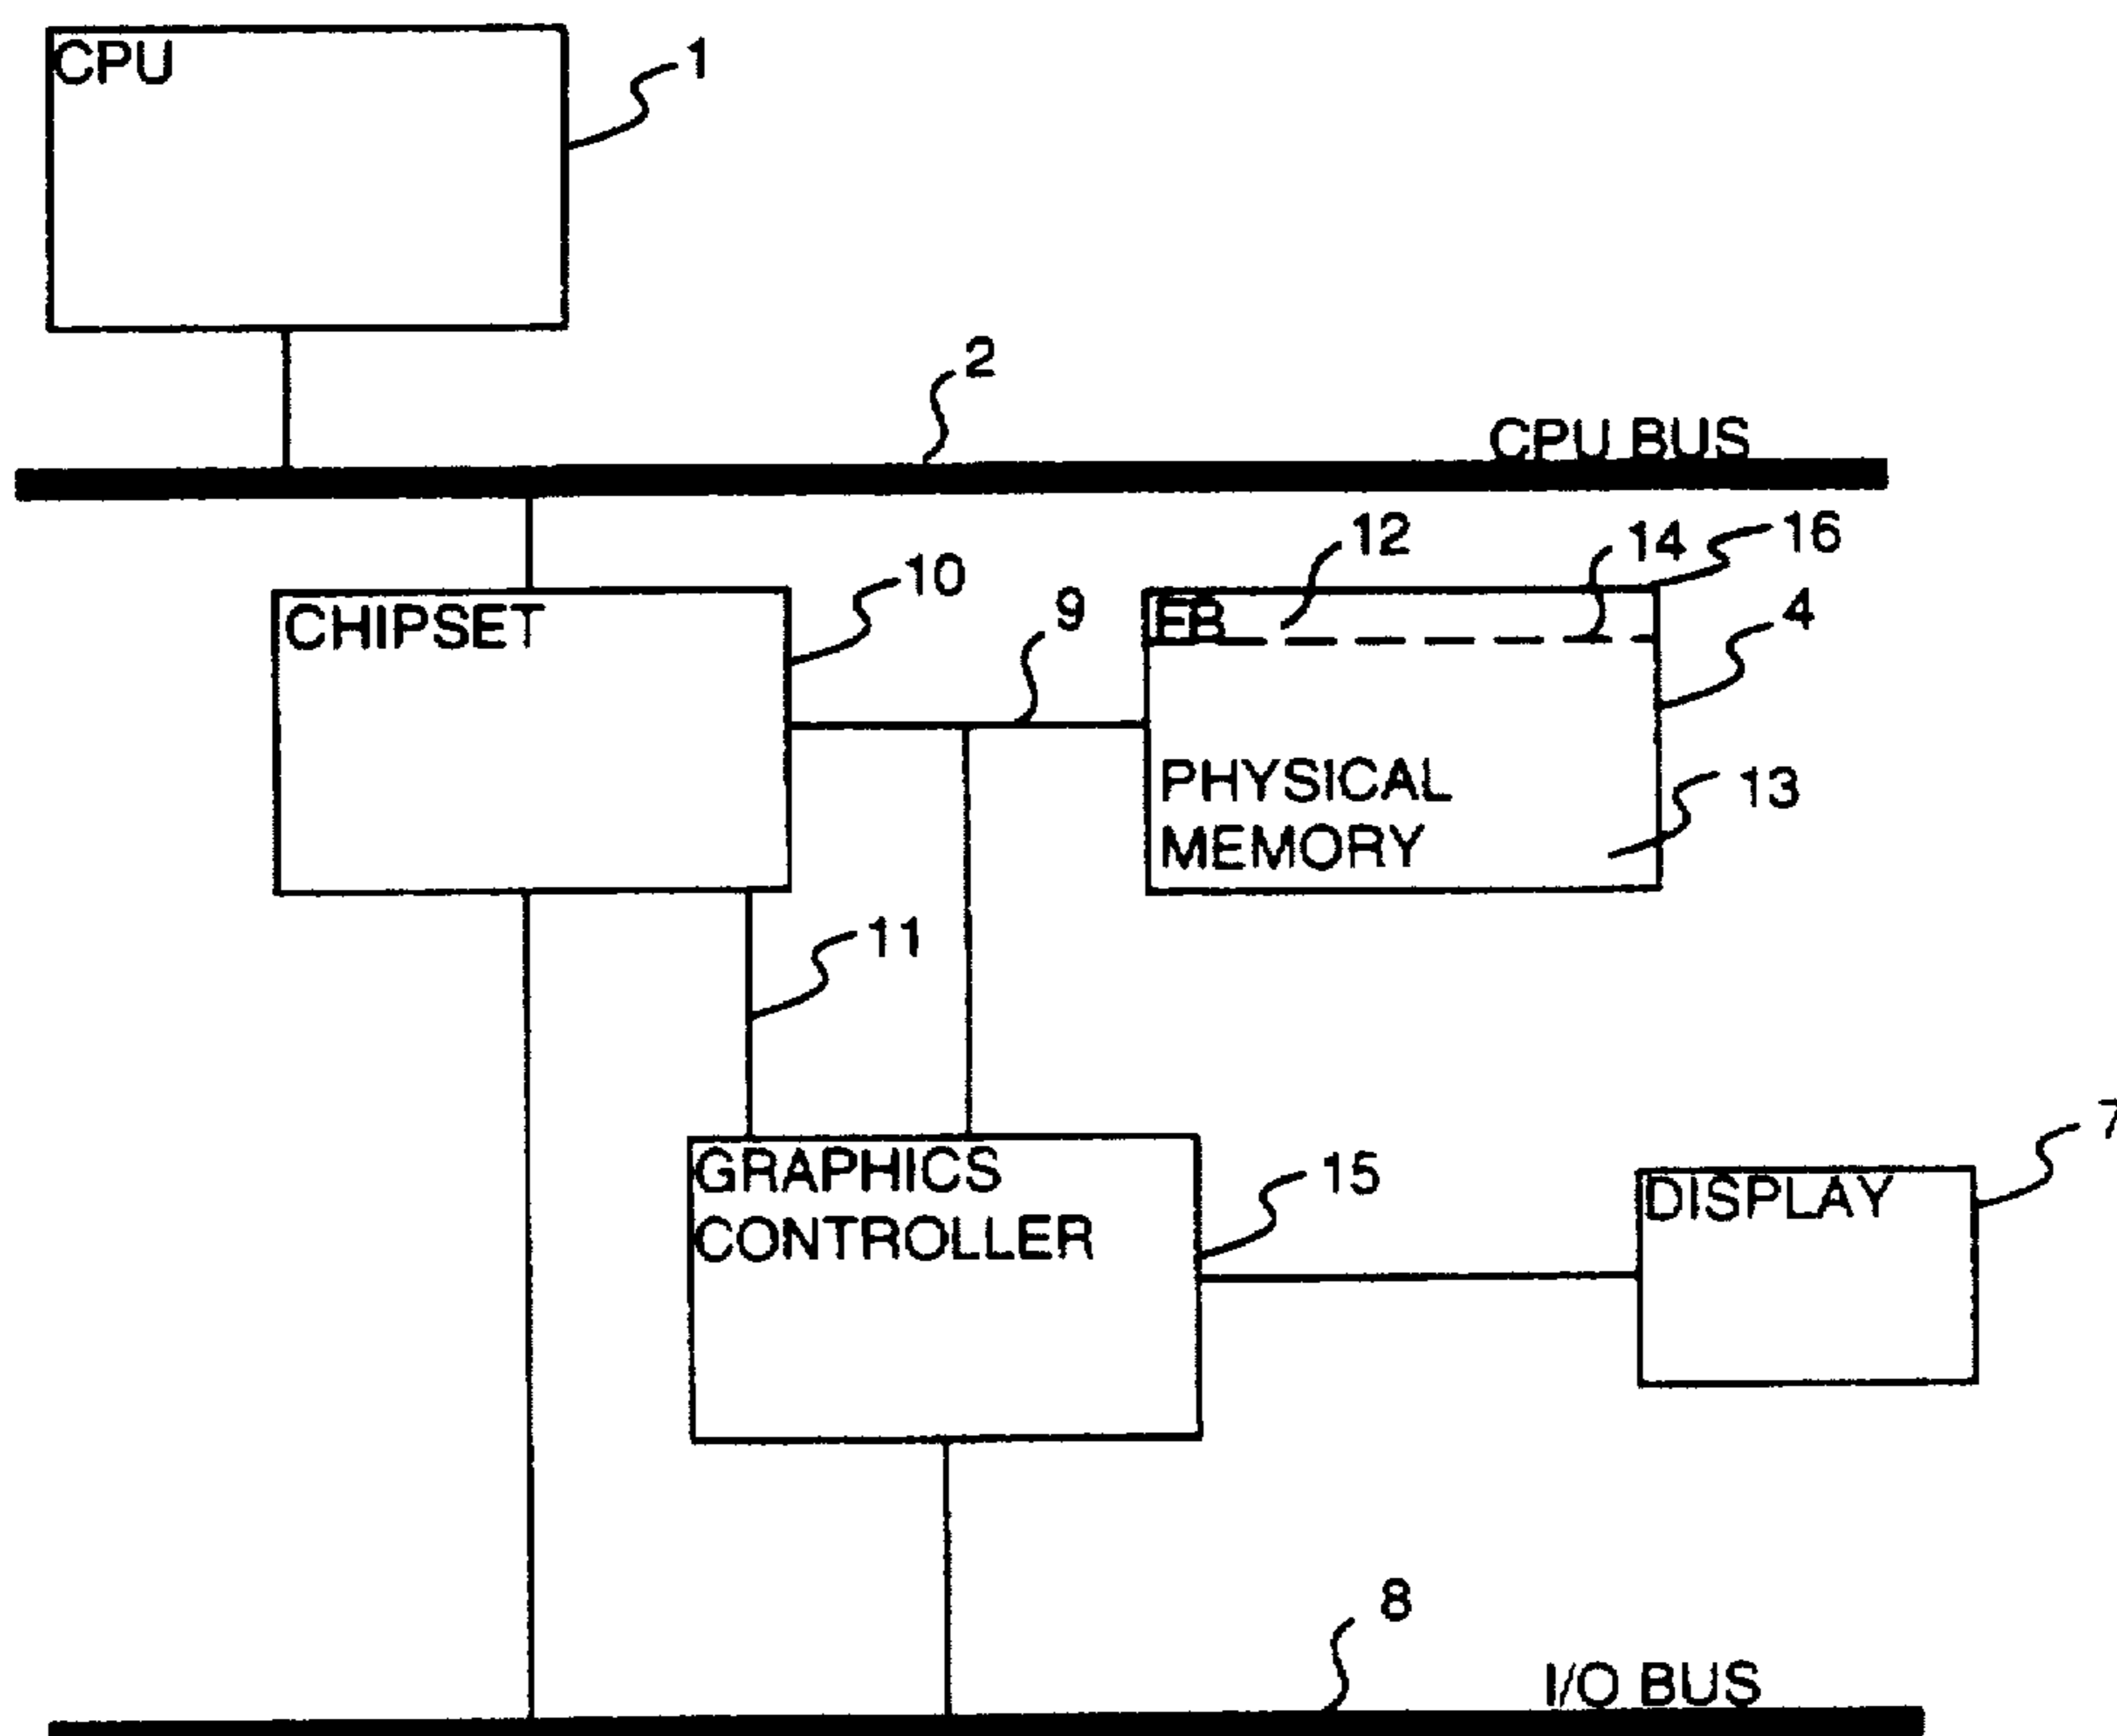 CPU
1
2
CPU BUS
CHIPSET
10
9
12
14
16
FB
4
PHYSICAL
MEMORY
13
11
GRAPHICS
CONTROLLER
15
DISPLAY
7
8
I/O BUS